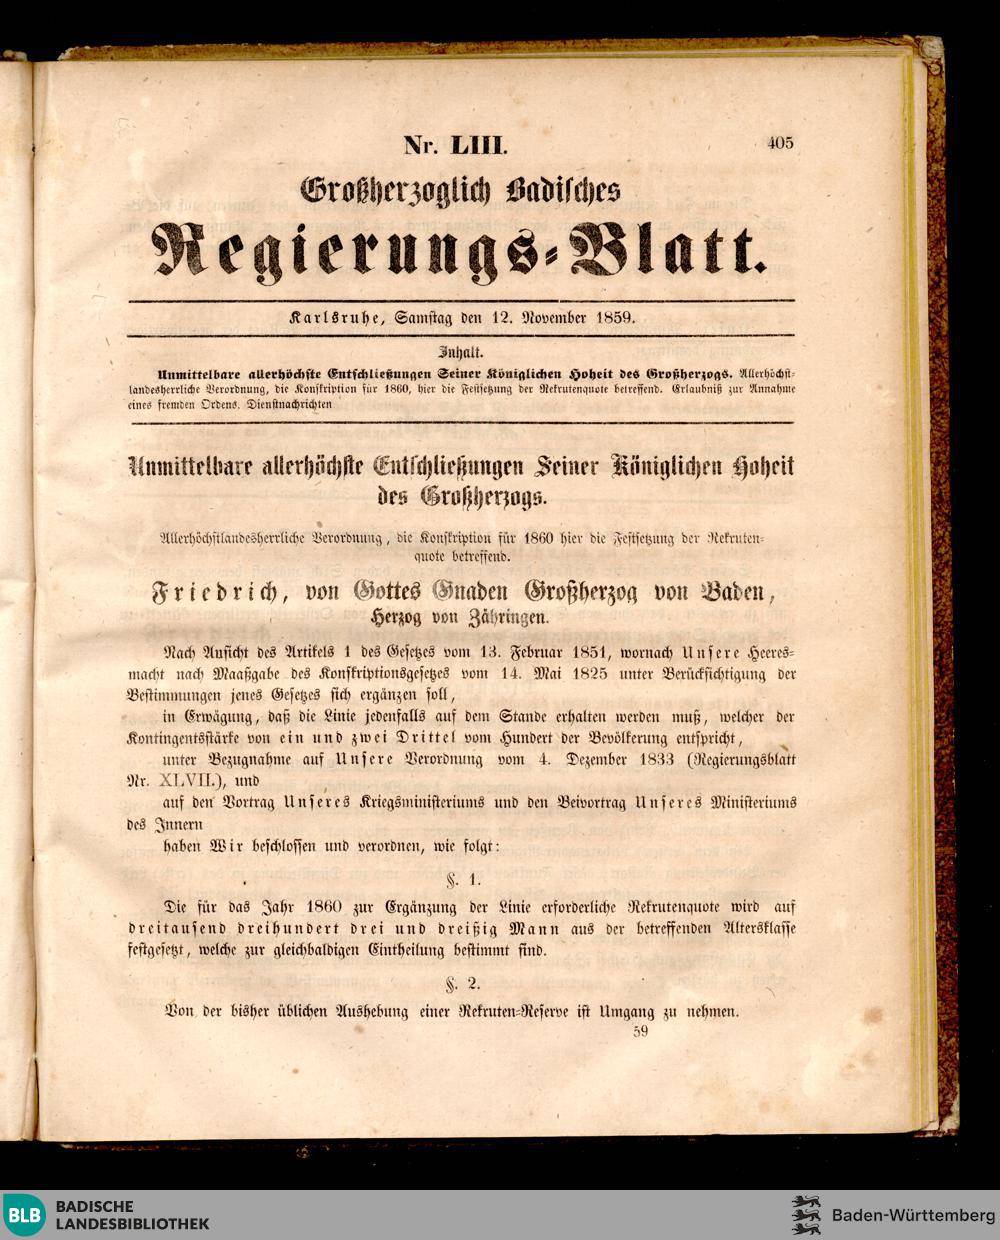 Nr. LIII. 405
Großherzoglich Badisches
Regierungs-Blatt.
Karlsruhe, Samstag den 12. November 1859.
Inhalt.
Unmittelbare allerhöchste Entschließungen Seiner Königlichen Hoheit des Großherzogs. Allerhöchst-
landesherrliche Verordnung, die Konskription für 1860, hier die Festsetzung der Rekrutenquote betreffend. Erlaubniß zur Annahme
eines fremden Ordens. Dienstnachrichten
Unmittelbare allerhöchste Entschließungen Seiner Königlichen Hoheit
des Großherzogs.
Allerhöchstlandesherrliche Verordnung, die Konskription für 1860 hier die Festsetzung der Rekruten-
quote betreffend.
Friedrich, von Gottes Gnaden Großherzog von Baden,
Herzog von Zähringen.
Nach Ansicht des Artikels 1 des Gesetzes vom 13. Februar 1851, wornach Unsere Heeres-
macht nach Maaßgabe des Konskriptionsgesetzes vom 14. Mai 1825 unter Berücksichtigung der
Bestimmungen jenes Gesetzes sich ergänzen soll,
in Erwägung, daß die Linie jedenfalls auf dem Stande erhalten werden muß, welcher der
Kontingentsstärke von ein und zwei Drittel vom Hundert der Bevölkerung entspricht,
unter Bezugnahme auf Unsere Verordnung vom 4. Dezember 1833 (Regierungsblatt
Nr. XLVII.), und
auf den Vortrag Unseres Kriegsministeriums und den Beivortrag Unseres Ministeriums
des Innern
haben Wir beschlossen und verordnen, wie folgt:
§. 1.
Die für das Jahr 1860 zur Ergänzung der Linie erforderliche Rekrutenquote wird auf
dreitausend dreihundert drei und dreißig Mann aus der betreffenden Altersklasse
festgesetzt, welche zur gleichbaldigen Eintheilung bestimmt sind.
§. 2.
Von der bisher üblichen Aushebung einer Rekruten-Reserve ist Umgang zu nehmen.
59
BLB BADISCHE
LANDESBIBLIOTHEK
Baden-Württemberg